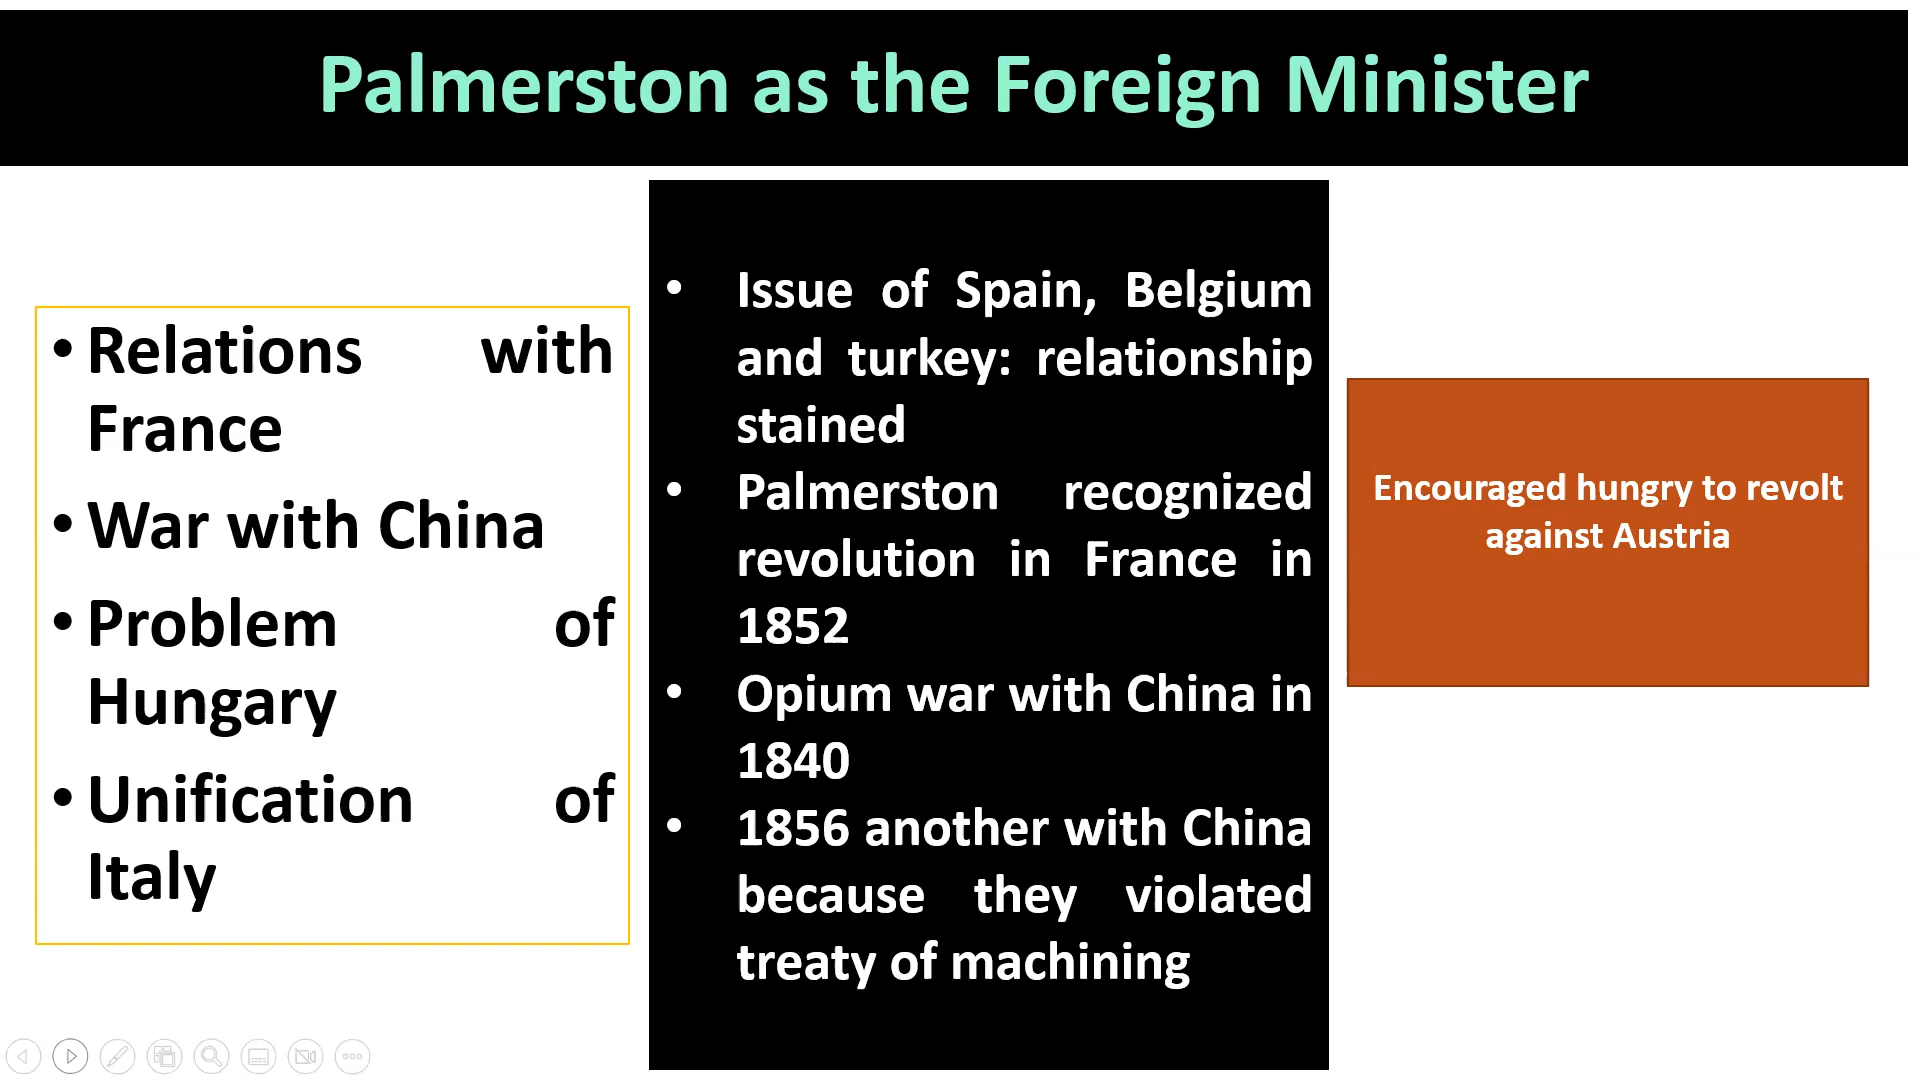 Palmerston as the Foreign Minister
• Relations with
France
• War with China
• Problem of
Hungary
• Unification of
Italy
• Issue of Spain, Belgium
and turkey: relationship
stained
• Palmerston recognized
revolution in France in
1852
• Opium war with China in
1840
• 1856 another with China
because they violated
treaty of machining
Encouraged hungry to revolt
against Austria